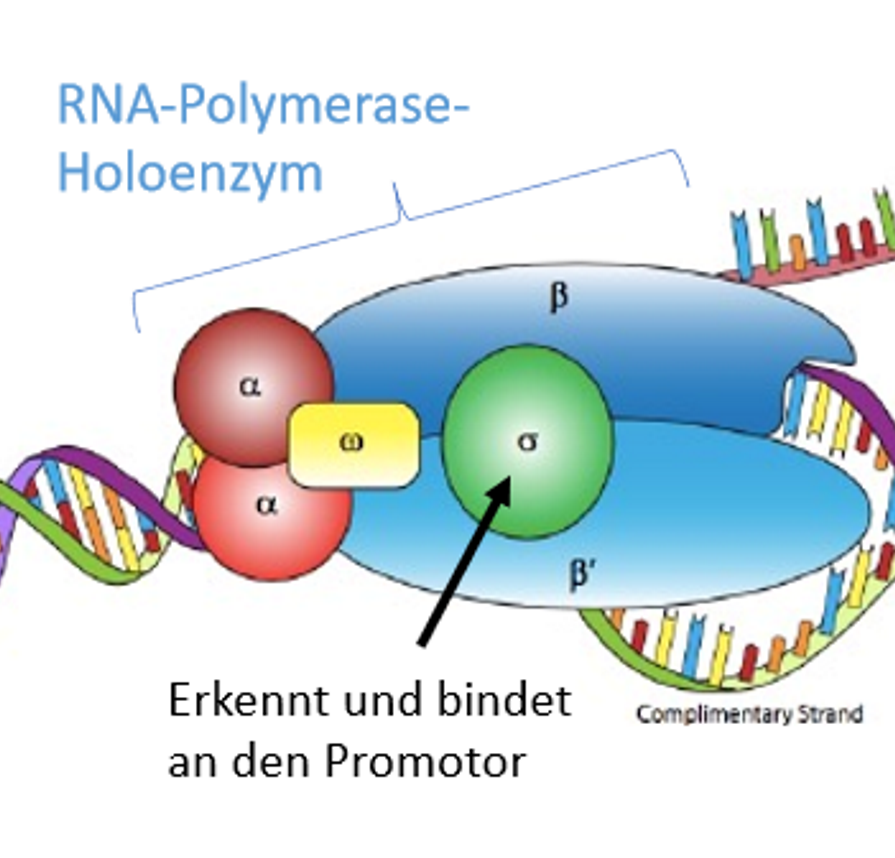 RNA-Polymerase-
Holoenzym
β
α
ω
σ
α
β′
Erkennt und bindet
an den Promotor
Complimentary Strand